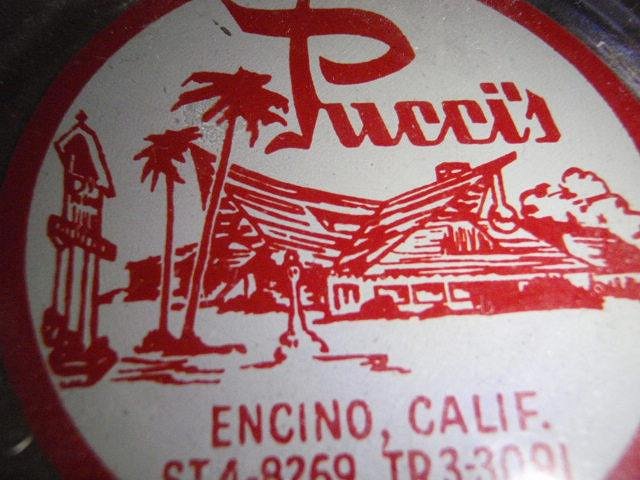 Pucci's
ENCINO, CALIF.
ST4-8269 TR3-3091